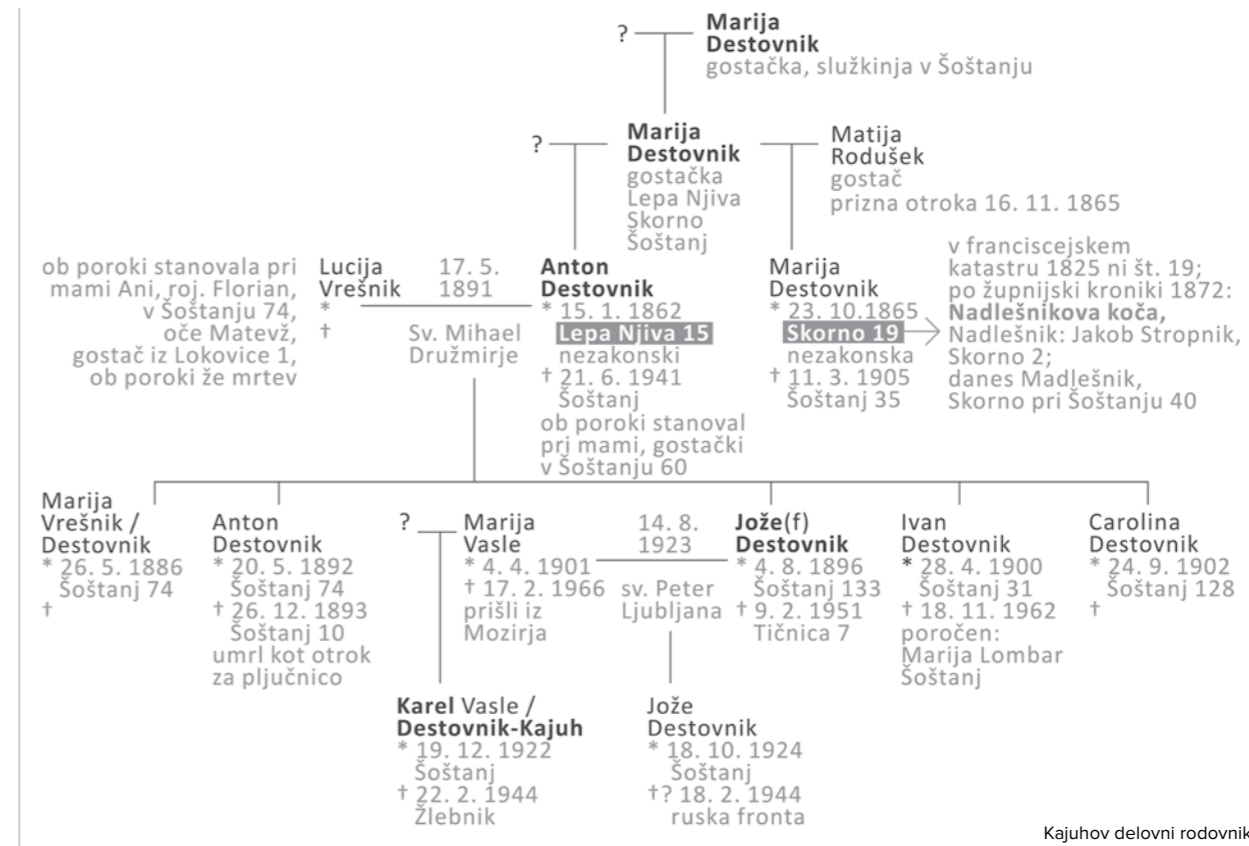 ?
Marija
Destovnik
gostačka, služkinja v Šoštanju
?
Marija
Destovnik
gostačka
Lepa Njiva
Skorno
Šoštanj
Matija
Rodušek
gostač
prizna otroka 16. 11. 1865
ob poroki stanovala pri
mami Ani, roj. Florian,
v Šoštanju 74,
oče Matevž,
gostač iz Lokovice 1,
ob poroki že mrtev
Lucija
Vrešnik
*
†
17. 5.
1891
Sv. Mihael
Družmirje
Anton
Destovnik
* 15. 1. 1862
Lepa Njiva 15
nezakonski
† 21. 6. 1941
Šoštanj
ob poroki stanoval
pri mami, gostački
v Šoštanju 60
Marija
Destovnik
* 23. 10.1865
Skorno 19
nezakonska
† 11. 3. 1905
Šoštanj 35
v franciscejskem
katastru 1825 ni št. 19;
po župnijski kroniki 1872:
Nadlešnikova koča,
Nadlešnik: Jakob Stropnik,
Skorno 2;
danes Madlešnik,
Skorno pri Šoštanju 40
Marija
Vrešnik /
Destovnik
* 26. 5. 1886
Šoštanj 74
†
Anton
Destovnik
* 20. 5. 1892
Šoštanj 74
† 26. 12. 1893
Šoštanj 10
umrl kot otrok
za pljučnico
?
Marija
Vasle
* 4. 4. 1901
† 17. 2. 1966
prišli iz
Mozirja
14. 8.
1923
sv. Peter
Ljubljana
Jože(f)
Destovnik
* 4. 8. 1896
Šoštanj 133
† 9. 2. 1951
Tičnica 7
Ivan
Destovnik
* 28. 4. 1900
Šoštanj 31
† 18. 11. 1962
poročen:
Marija Lombar
Šoštanj
Carolina
Destovnik
* 24. 9. 1902
Šoštanj 128
†
Karel Vasle /
Destovnik-Kajuh
* 19. 12. 1922
Šoštanj
† 22. 2. 1944
Žlebnik
Jože
Destovnik
* 18. 10. 1924
Šoštanj
†? 18. 2. 1944
ruska fronta
Kajuhov delovni rodovnik